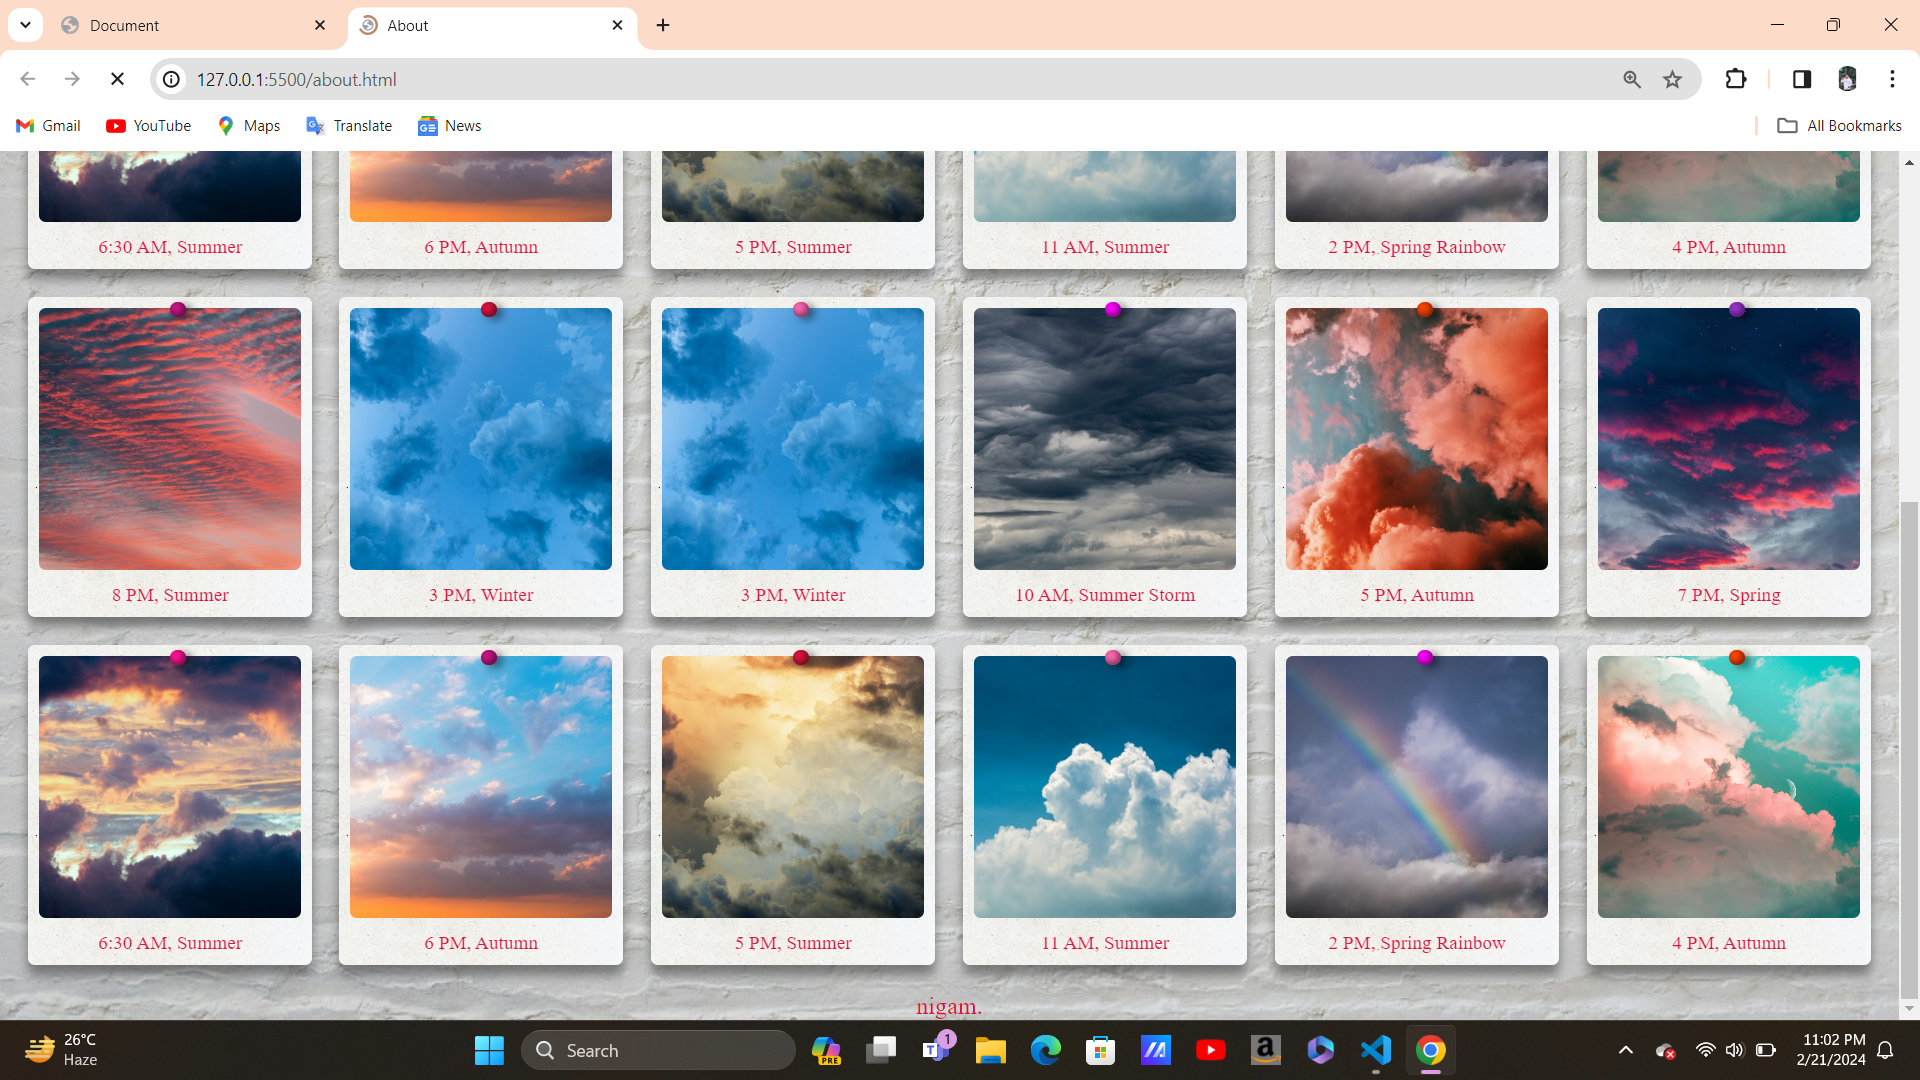 Document
About
127.0.0.1:5500/about.html
Gmail
YouTube
Maps
Translate
News
All Bookmarks
6:30 AM, Summer
6 PM, Autumn
5 PM, Summer
11 AM, Summer
2 PM, Spring Rainbow
4 PM, Autumn
8 PM, Summer
3 PM, Winter
3 PM, Winter
10 AM, Summer Storm
5 PM, Autumn
7 PM, Spring
6:30 AM, Summer
6 PM, Autumn
5 PM, Summer
11 AM, Summer
2 PM, Spring Rainbow
4 PM, Autumn
nigam.
26°C
Haze
Search
PRE
1
11:02 PM
2/21/2024